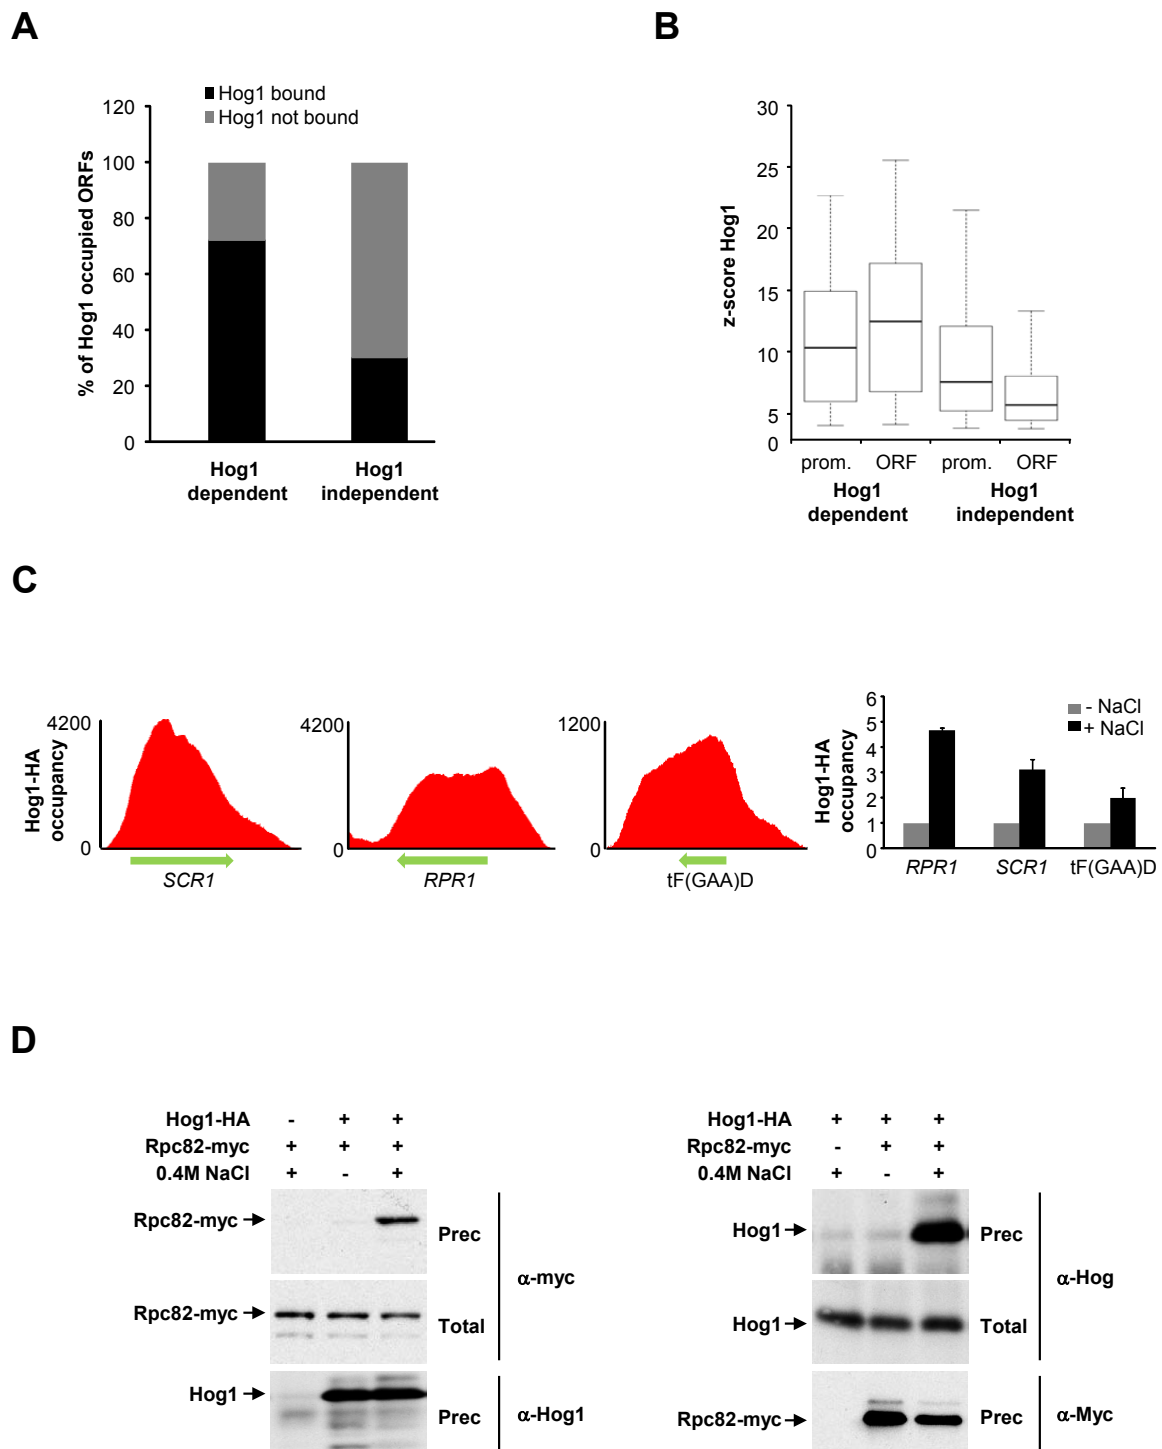 A
Hog1 bound
Hog1 not bound
% of Hog1 occupied ORFs
120
100
80
60
40
20
0
Hog1 dependent
Hog1 independent
B
z-score Hog1
30
25
20
15
10
5
0
prom. ORF prom. ORF
Hog1 dependent
Hog1 independent
C
Hog1-HA occupancy
4200
0
SCR1
4200
0
RPR1
1200
0
tF(GAA)D
Hog1-HA occupancy
6
5
4
3
2
1
0
- NaCl
+ NaCl
RPR1 SCR1 tF(GAA)D
D
Hog1-HA - + +
Rpc82-myc + + +
0.4M NaCl + - +
Rpc82-myc Prec
α-myc
Rpc82-myc Total
Hog1 Prec α-Hog1
Hog1-HA + + +
Rpc82-myc - + +
0.4M NaCl + - +
Hog1 Prec
α-Hog
Hog1 Total
Rpc82-myc Prec α-Myc